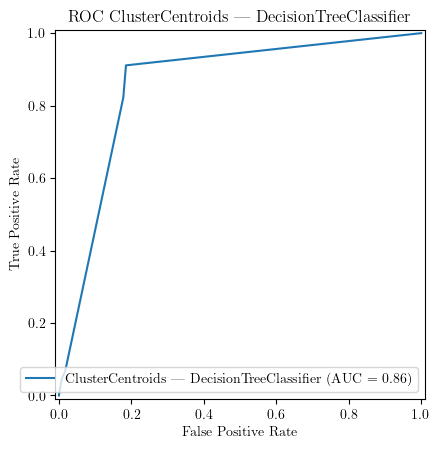 ROC ClusterCentroids — DecisionTreeClassifier
1.0
0.8
0.6
0.4
0.2
0.0
True Positive Rate
ClusterCentroids — DecisionTreeClassifier (AUC = 0.86)
0.0 0.2 0.4 0.6 0.8 1.0
False Positive Rate